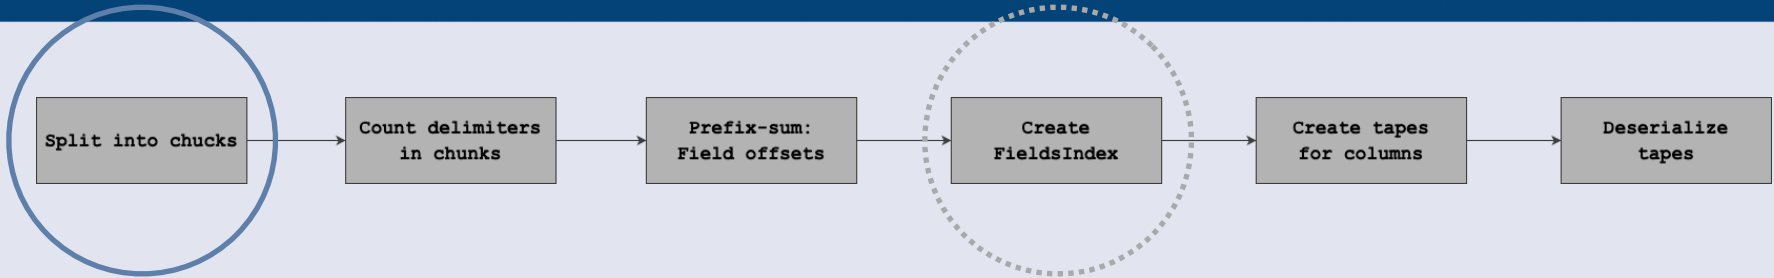 Split into chucks
Count delimiters
in chunks
Prefix-sum:
Field offsets
Create
FieldsIndex
Create tapes
for columns
Deserialize
tapes